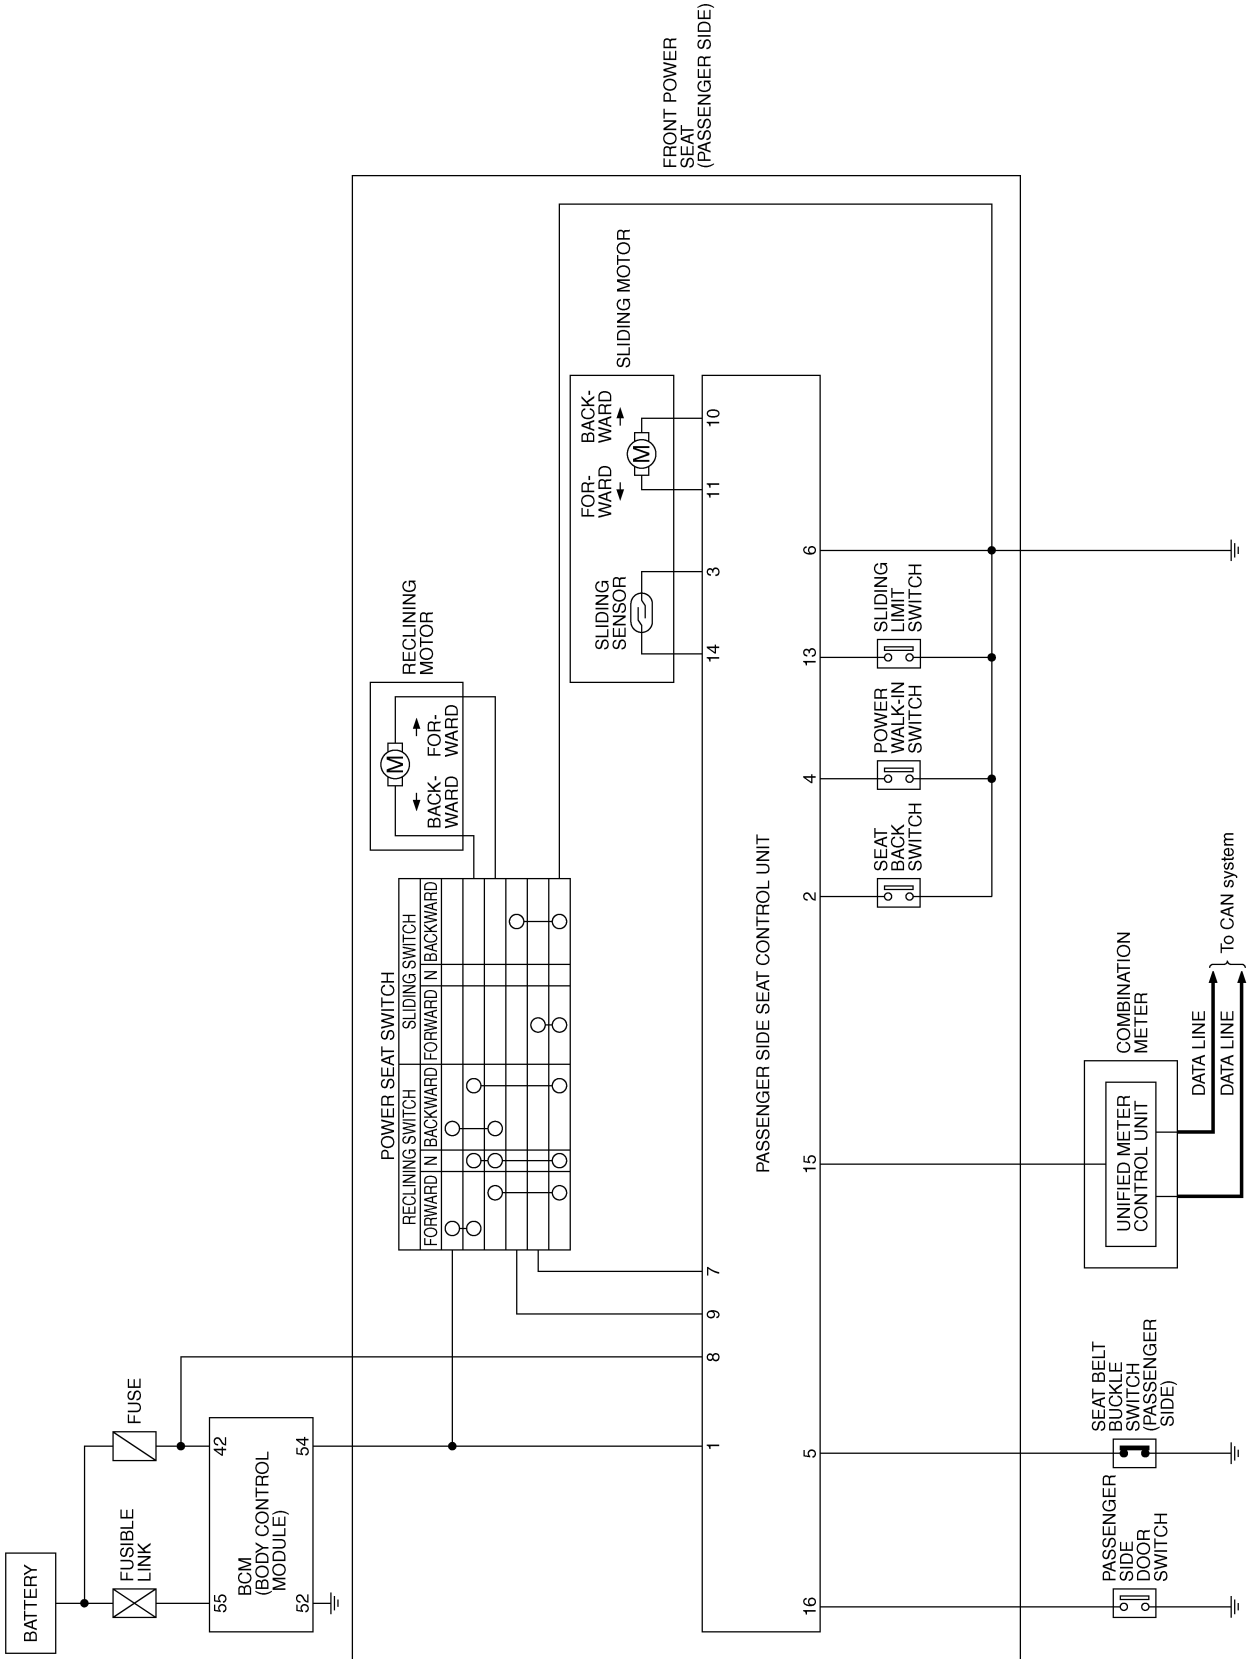 BATTERY
FUSIBLE
LINK
FUSE
55
42
BCM
(BODY CONTROL
MODULE)
52
54
FRONT POWER
SEAT
(PASSENGER SIDE)
POWER SEAT SWITCH
RECLINING SWITCH
SLIDING SWITCH
FORWARD
N
BACKWARD
FORWARD
N
BACKWARD
RECLINING
MOTOR
M
BACK-
WARD
FOR-
WARD
SLIDING MOTOR
SLIDING
SENSOR
FOR-
WARD
BACK-
WARD
M
1
8
9
7
14
3
11
10
PASSENGER SIDE SEAT CONTROL UNIT
16
5
15
2
4
13
6
SEAT
BACK
SWITCH
POWER
WALK-IN
SWITCH
SLIDING
LIMIT
SWITCH
PASSENGER
SIDE
DOOR
SWITCH
SEAT BELT
BUCKLE
SWITCH
(PASSENGER
SIDE)
COMBINATION
METER
UNIFIED METER
CONTROL UNIT
DATA LINE
DATA LINE
To CAN system